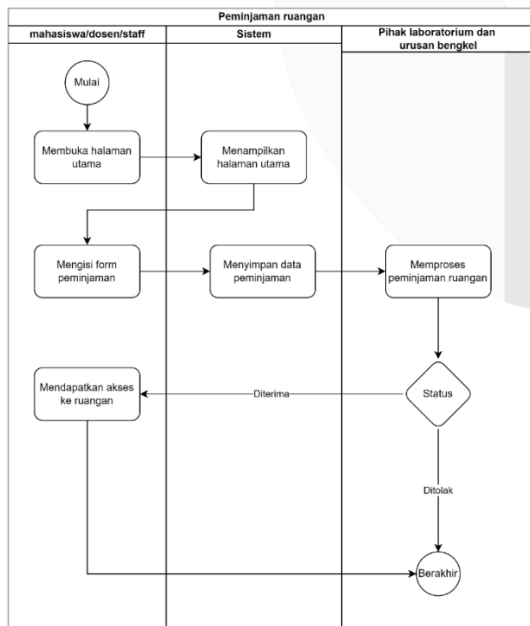 Peminjaman ruangan
mahasiswa/dosen/staff
Sistem
Pihak laboratorium dan
urusan bengkel
Mulai
Membuka halaman
utama
Menampilkan
halaman utama
Mengisi form
peminjaman
Menyimpan data
peminjaman
Memproses
peminjaman ruangan
Mendapatkan akses
ke ruangan
Diterima
Status
Ditolak
Berakhir